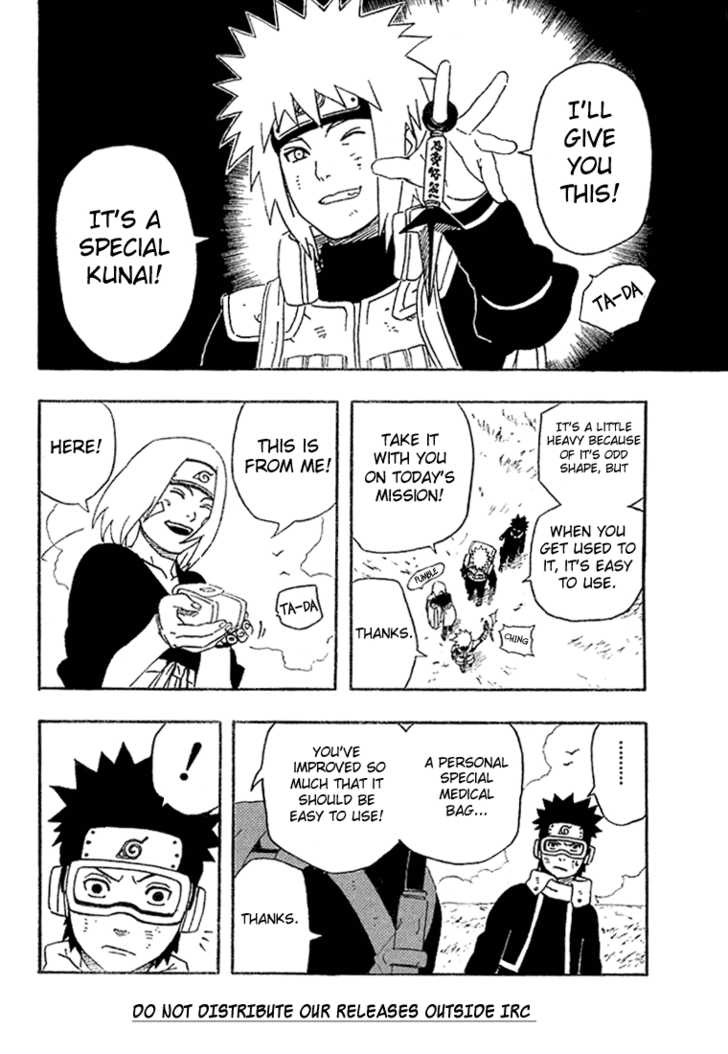 I'LL
GIVE
YOU
THIS!
IT'S A
SPECIAL
KUNAI!
TA-DA
IT'S A LITTLE
HEAVY BECAUSE
OF IT'S ODD
SHAPE, BUT
WHEN YOU
GET USED TO
IT, IT'S EASY
TO USE.
TAKE IT
WITH YOU
ON TODAY'S
MISSION!
FUMBLE
CHING
THANKS.
THIS IS
FROM ME!
HERE!
TA-DA
.........
A PERSONAL
SPECIAL
MEDICAL
BAG...
YOU'VE
IMPROVED SO
MUCH THAT IT
SHOULD BE
EASY TO USE!
THANKS.
!
DO NOT DISTRIBUTE OUR RELEASES OUTSIDE IRC